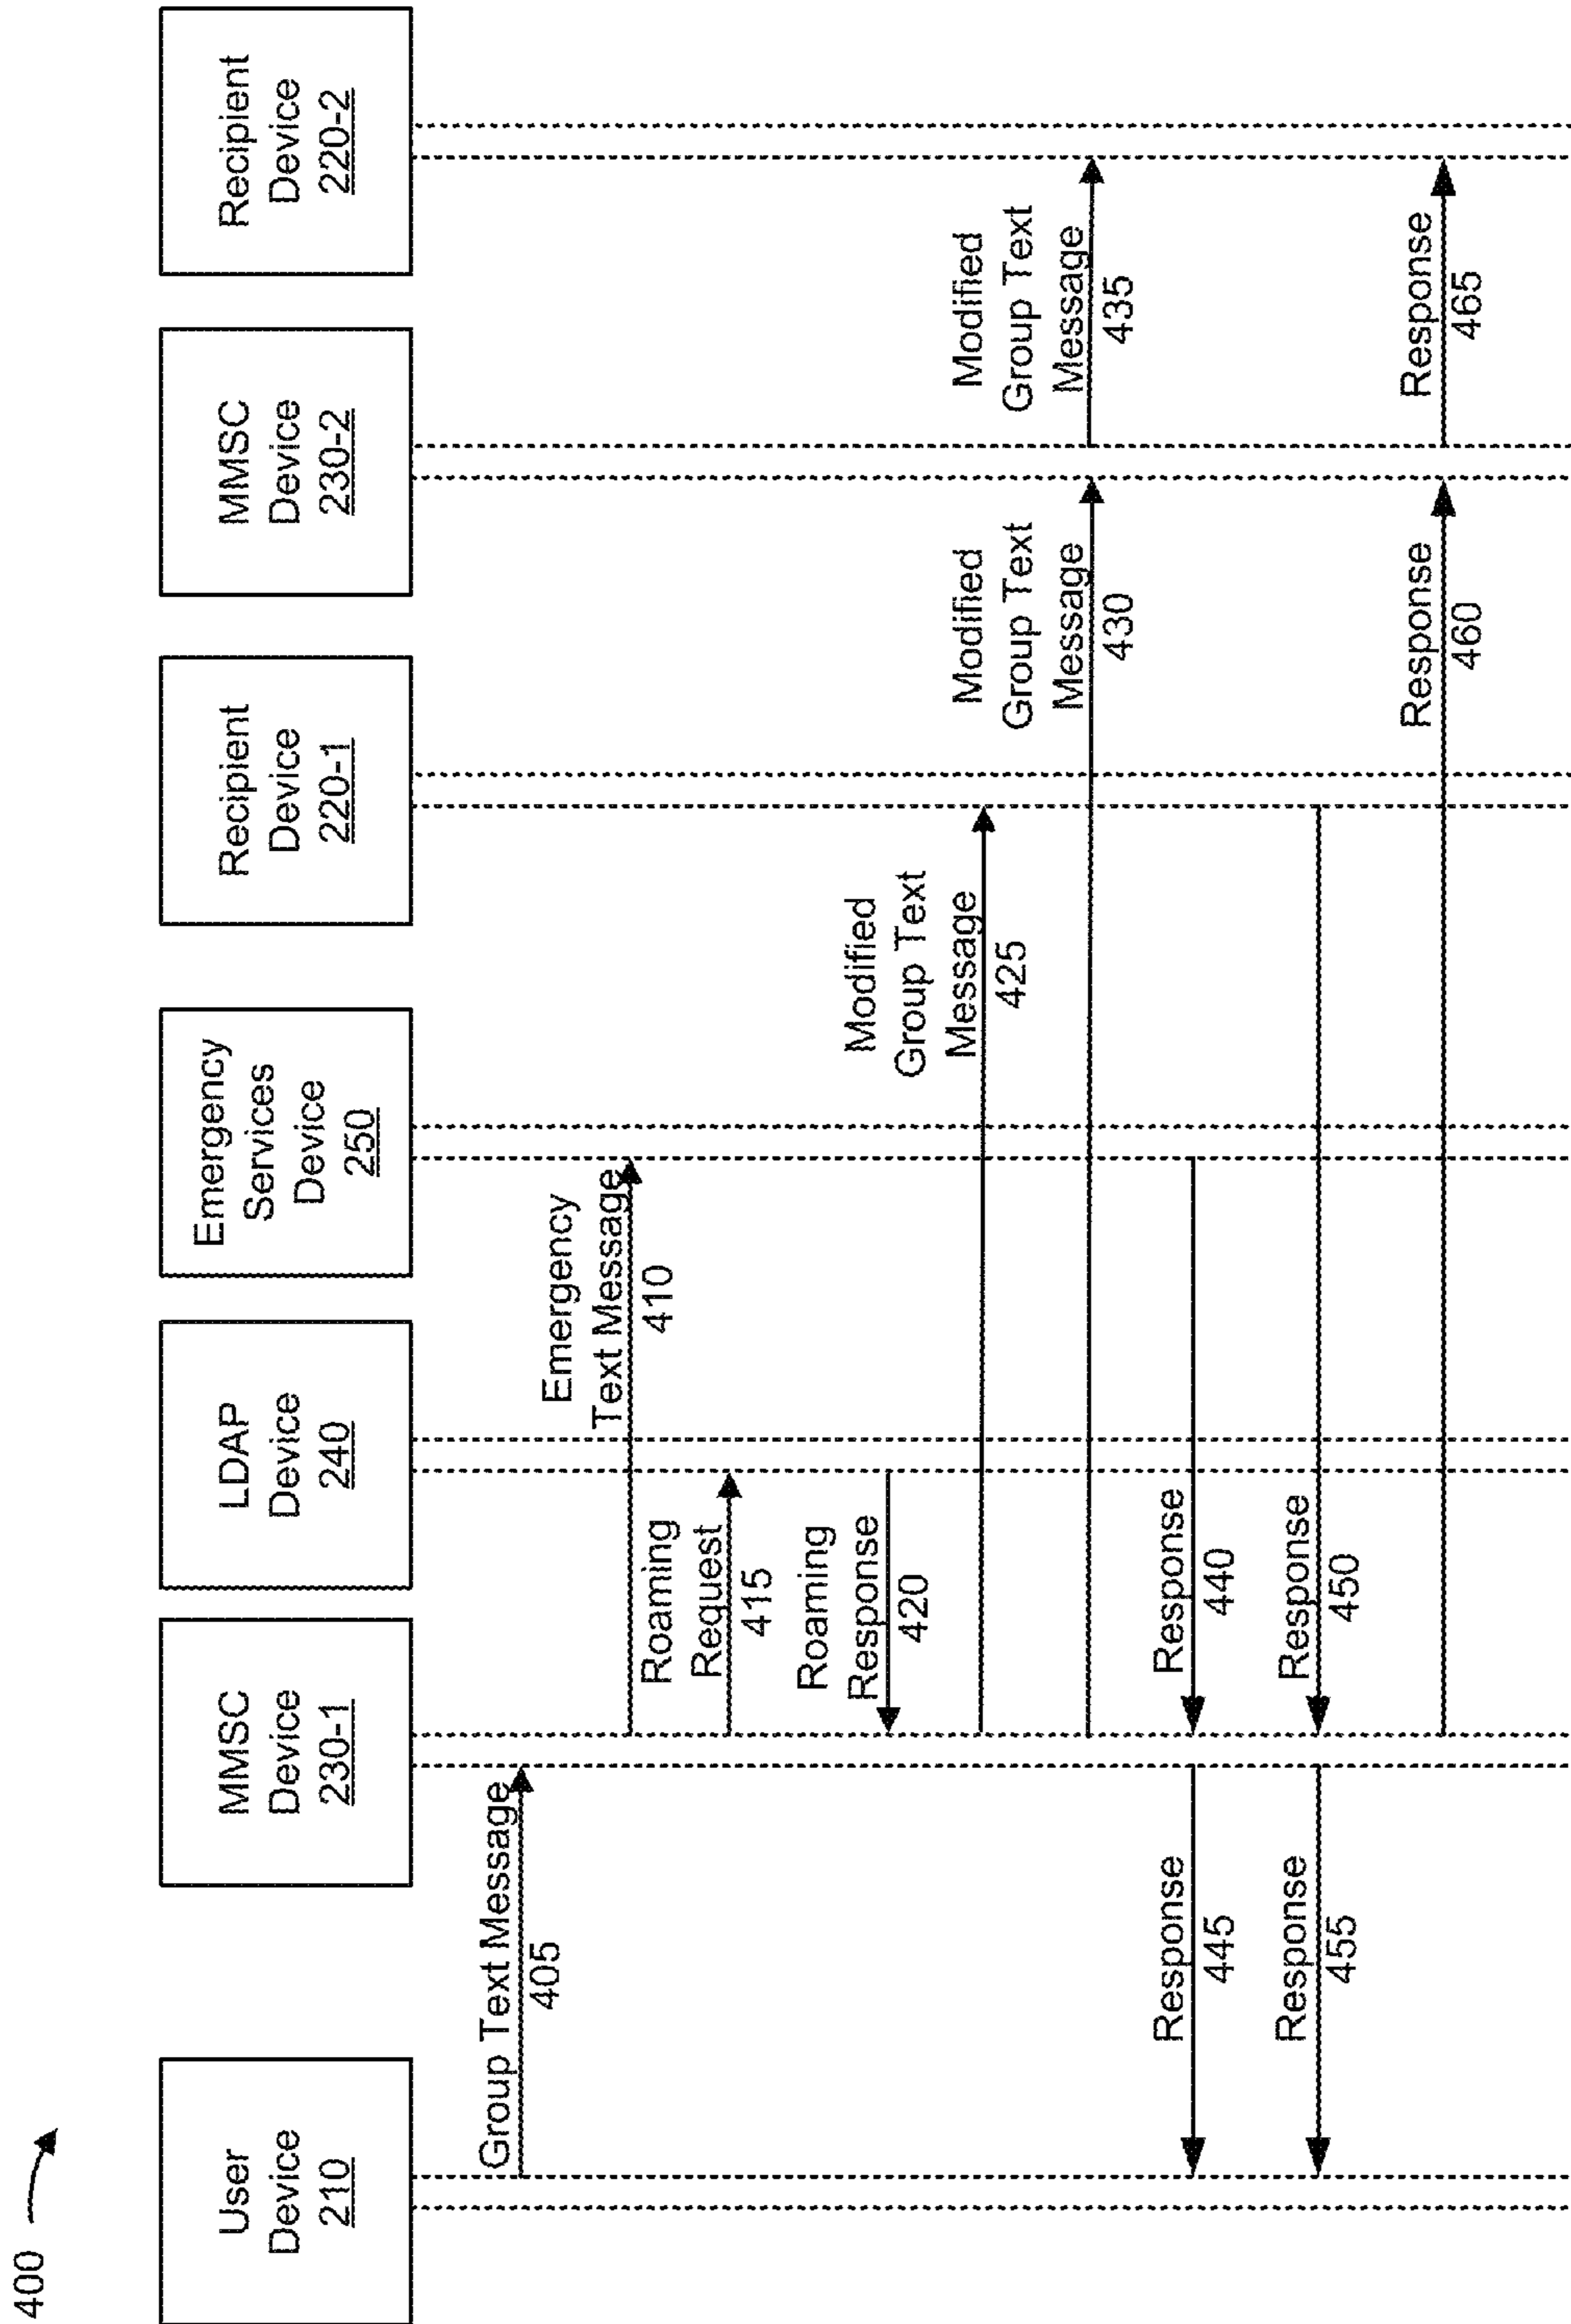 400
User
Device
210
MMSC
Device
230-1
LDAP
Device
240
Emergency
Services
Device
250
Recipient
Device
220-1
MMSC
Device
230-2
Recipient
Device
220-2
Group Text Message
405
Emergency
Text Message
410
Roaming
Request
415
Roaming
Response
420
Modified
Group Text
Message
425
Modified
Group Text
Message
430
Modified
Group Text
Message
435
Response
440
Response
445
Response
450
Response
455
Response
460
Response
465